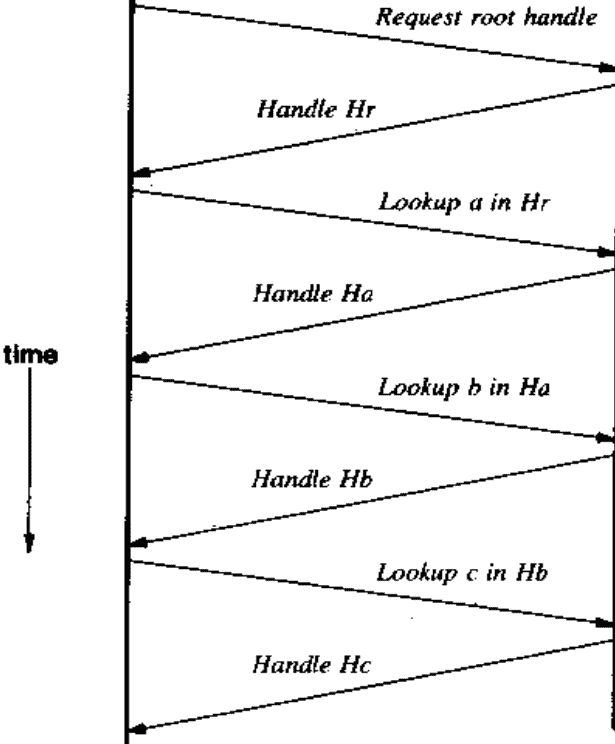 Request root handle
Handle Hr
Lookup a in Hr
Handle Ha
time
Lookup b in Ha
Handle Hb
Lookup c in Hb
Handle Hc